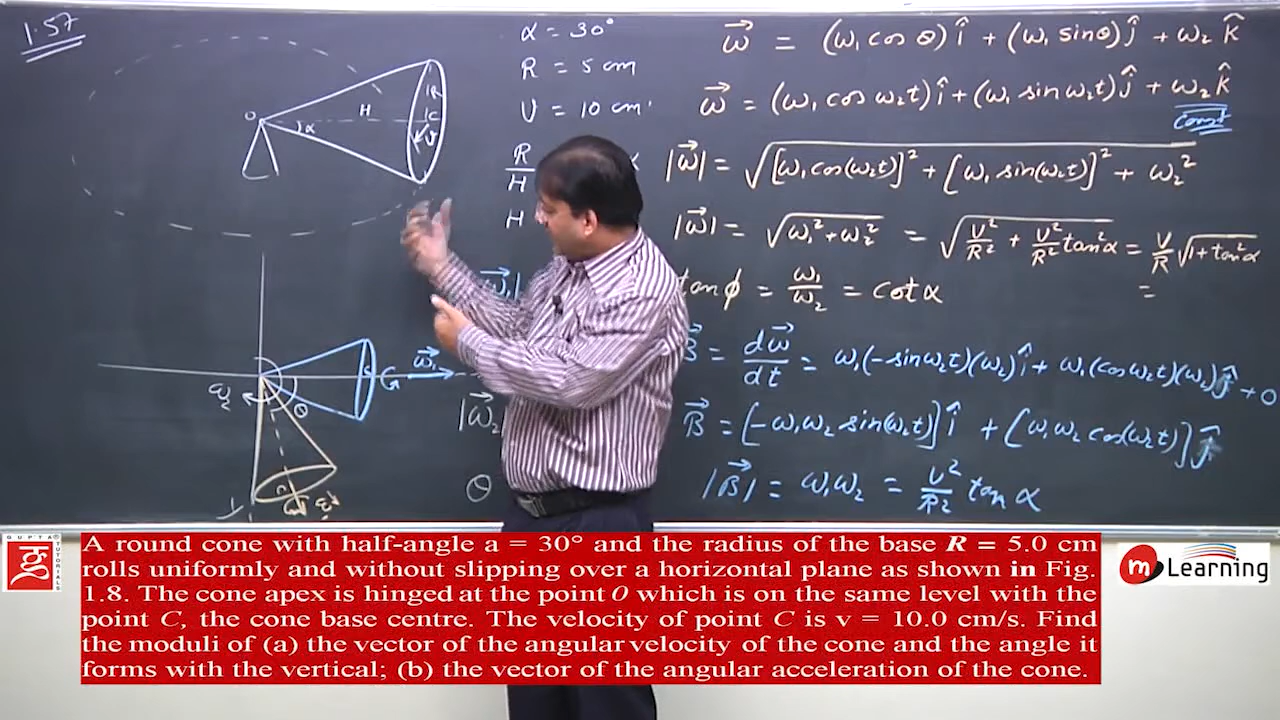 1.57
α = 30°
R = 5 cm
v = 10 cm
R
H
H
O
α
H
R
C
v
ω⃗ = (ω₁ cos θ) î + (ω₁ sin θ) ĵ + ω₂ k̂
ω⃗ = (ω₁ cos ω₂t) î + (ω₁ sin ω₂t) ĵ + ω₂ k̂
Const
|ω⃗| = √([ω₁ cos(ω₂t)]² + [ω₁ sin(ω₂t)]² + ω₂²)
|ω⃗| = √(ω₁² + ω₂²) = √(v²/R² + v²/R² tan²α) = v/R √(1 + tan²α)
=
tan φ = ω₁/ω₂ = cot α
β⃗ = dω⃗/dt = ω₁(-sin ω₂t)(ω₂) î + ω₁(cos ω₂t)(ω₂) ĵ + 0
β⃗ = [-ω₁ω₂ sin(ω₂t)] î + [ω₁ω₂ cos(ω₂t)] ĵ
|β⃗| = ω₁ω₂ = v²/R² tan α
ω⃗₁|
ω⃗₁
ω₂
θ
|ω⃗₂
θ
GUPTA TUTORIALS
A round cone with half-angle a = 30° and the radius of the base R = 5.0 cm
rolls uniformly and without slipping over a horizontal plane as shown in Fig.
1.8. The cone apex is hinged at the point O which is on the same level with the
point C, the cone base centre. The velocity of point C is v = 10.0 cm/s. Find
the moduli of (a) the vector of the angular velocity of the cone and the angle it
forms with the vertical; (b) the vector of the angular acceleration of the cone.
m Learning